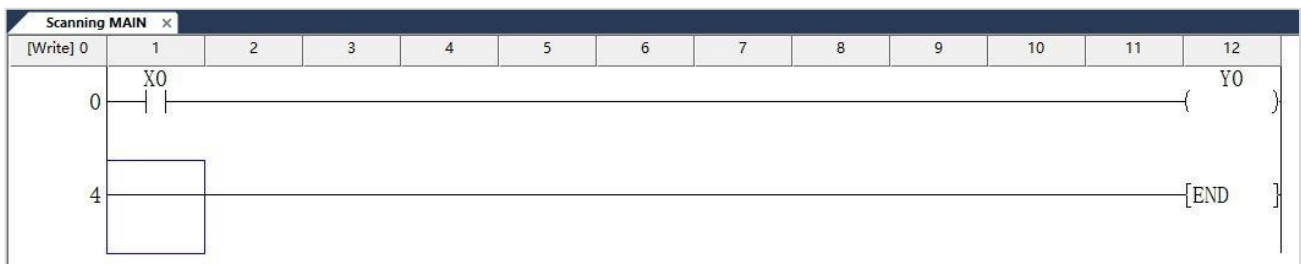 Scanning MAIN ×
[Write] 0 1 2 3 4 5 6 7 8 9 10 11 12
X0 Y0
0 ( )
4 [END ]